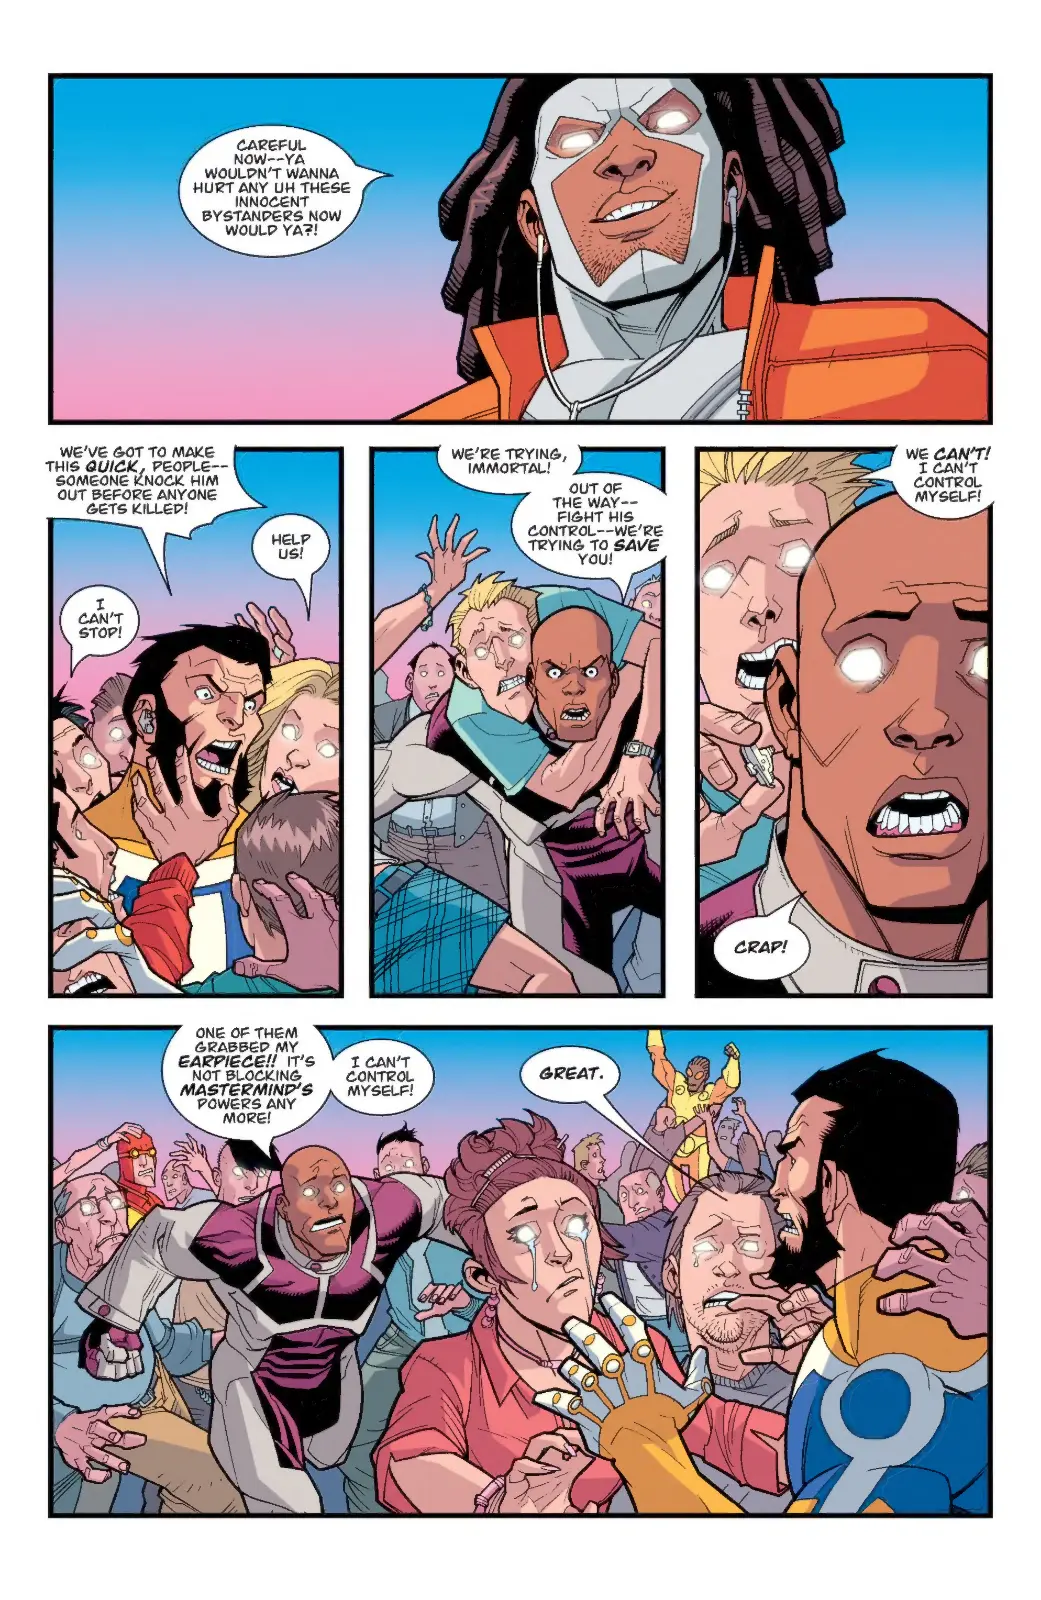 CAREFUL
NOW--YA
WOULDN'T WANNA
HURT ANY UH THESE
INNOCENT
BYSTANDERS NOW
WOULD YA?!
WE'VE GOT TO MAKE
THIS QUICK, PEOPLE--
SOMEONE KNOCK HIM
OUT BEFORE ANYONE
GETS KILLED!
HELP
US!
I
CAN'T
STOP!
WE'RE TRYING,
IMMORTAL!
OUT OF
THE WAY--
FIGHT HIS
CONTROL--WE'RE
TRYING TO SAVE
YOU!
WE CAN'T!
I CAN'T
CONTROL
MYSELF!
CRAP!
ONE OF THEM
GRABBED MY
EARPIECE!! IT'S
NOT BLOCKING
MASTERMIND'S
POWERS ANY
MORE!
I CAN'T
CONTROL
MYSELF!
GREAT.